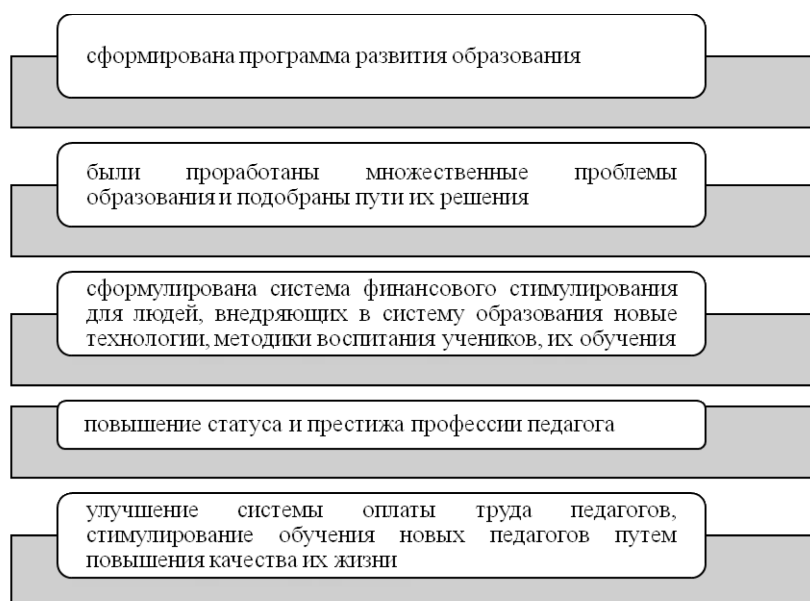 сформирована программа развития образования
были проработаны множественные проблемы
образования и подобраны пути их решения
сформулирована система финансового стимулирования
для людей, внедряющих в систему образования новые
технологии, методики воспитания учеников, их обучения
повышение статуса и престижа профессии педагога
улучшение системы оплаты труда педагогов,
стимулирование обучения новых педагогов путем
повышения качества их жизни